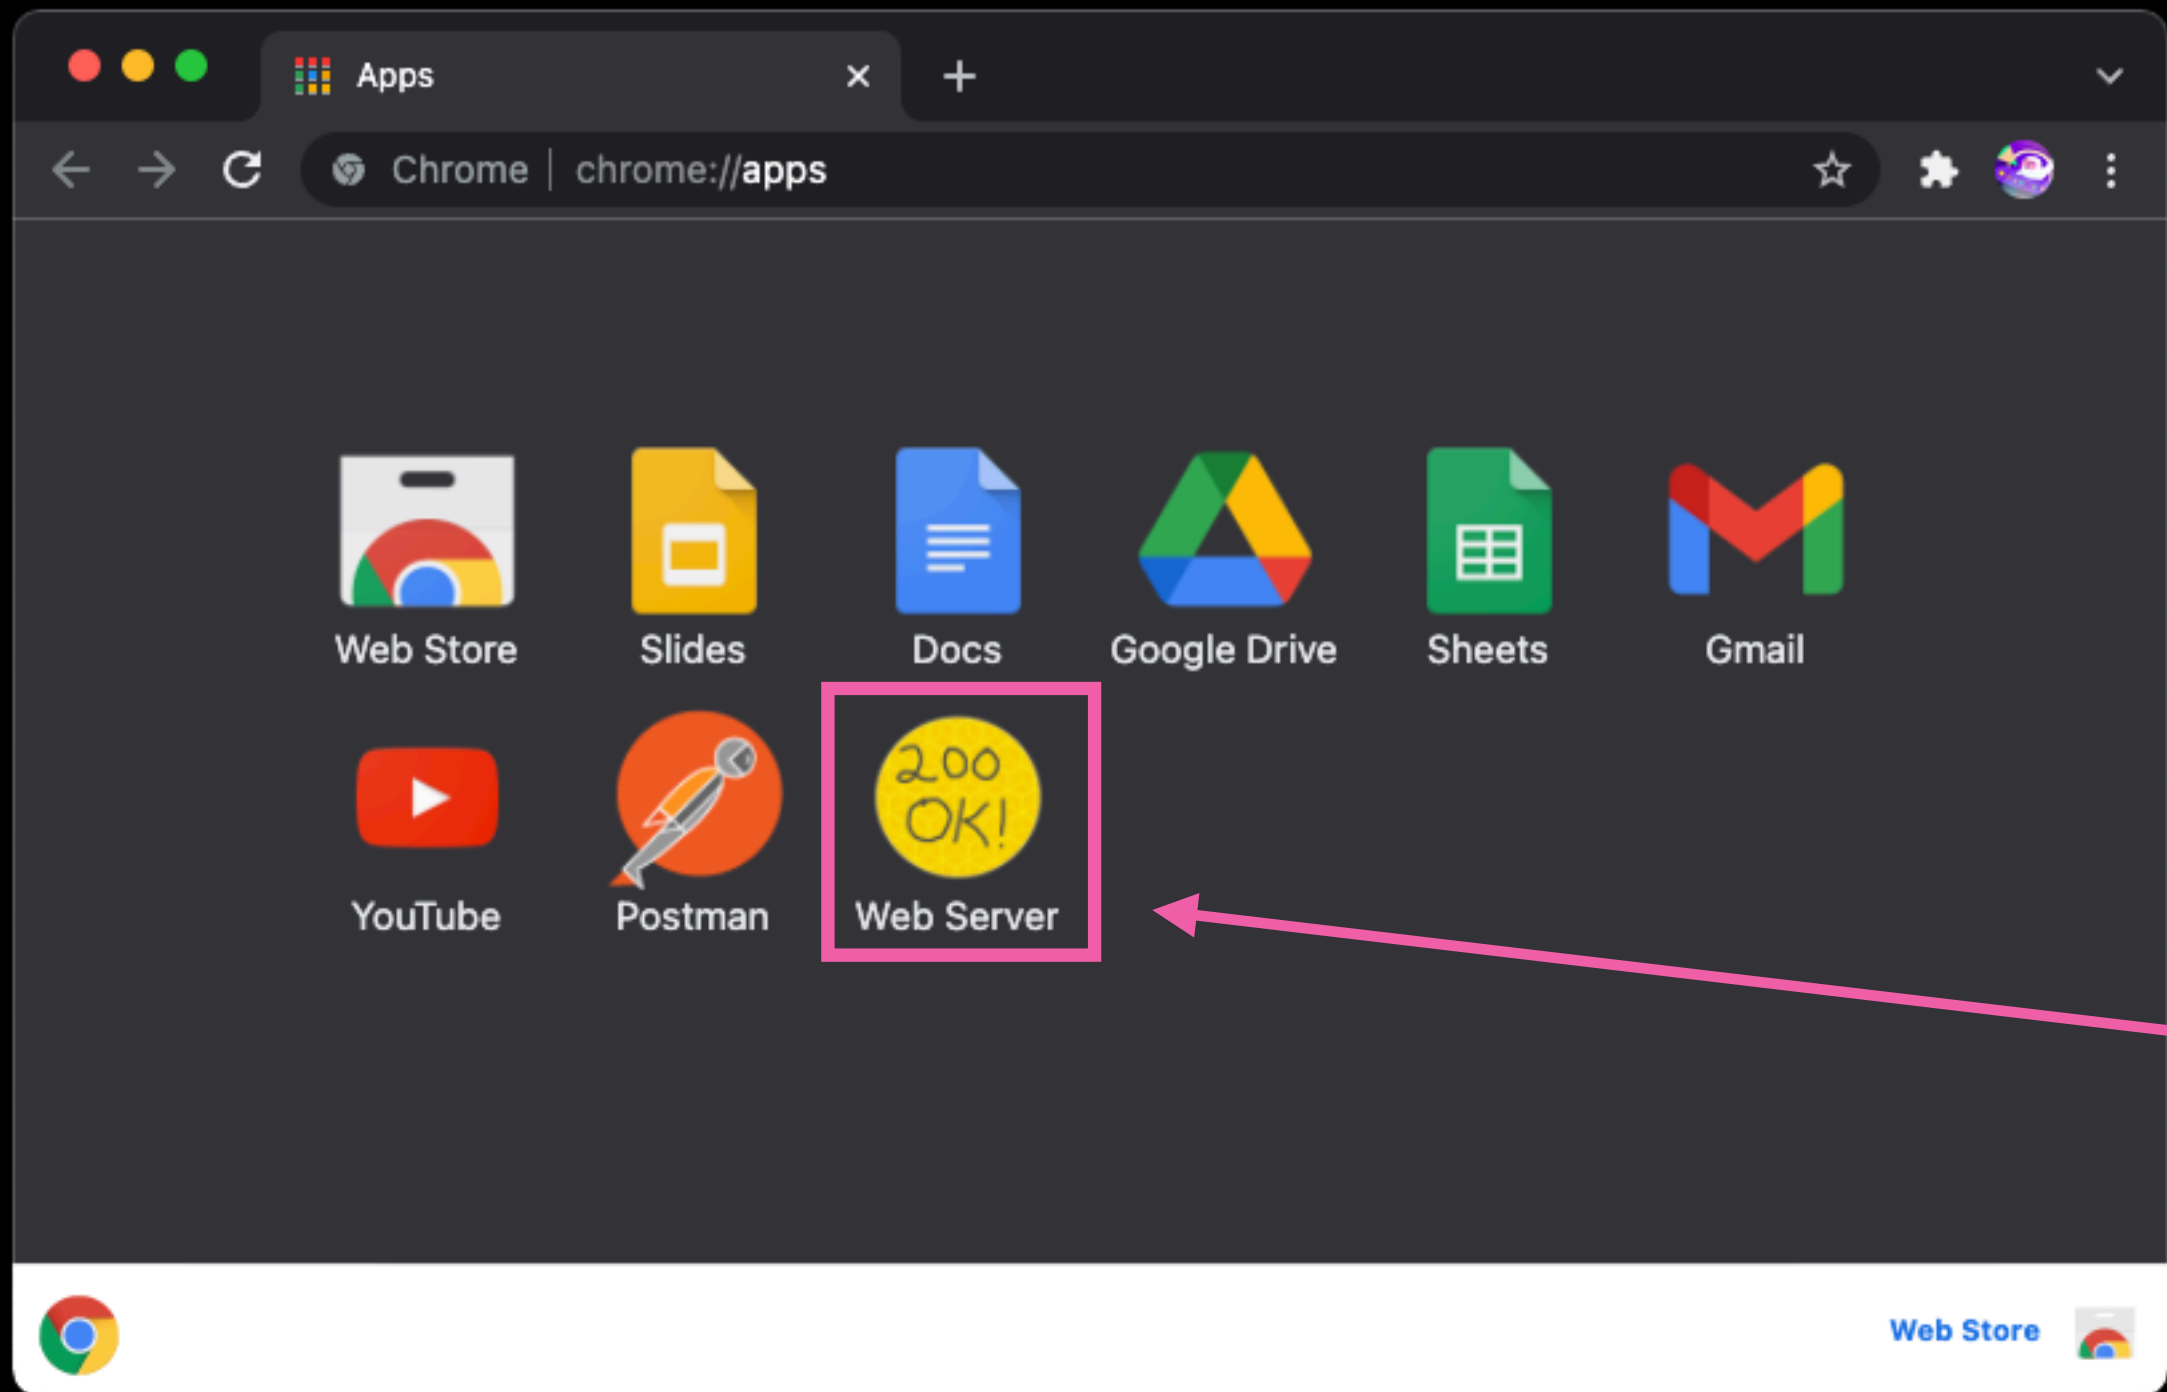 Apps
Chrome | chrome://apps
Web Store Slides Docs Google Drive Sheets Gmail
200
OK!
YouTube Postman Web Server
Web Store